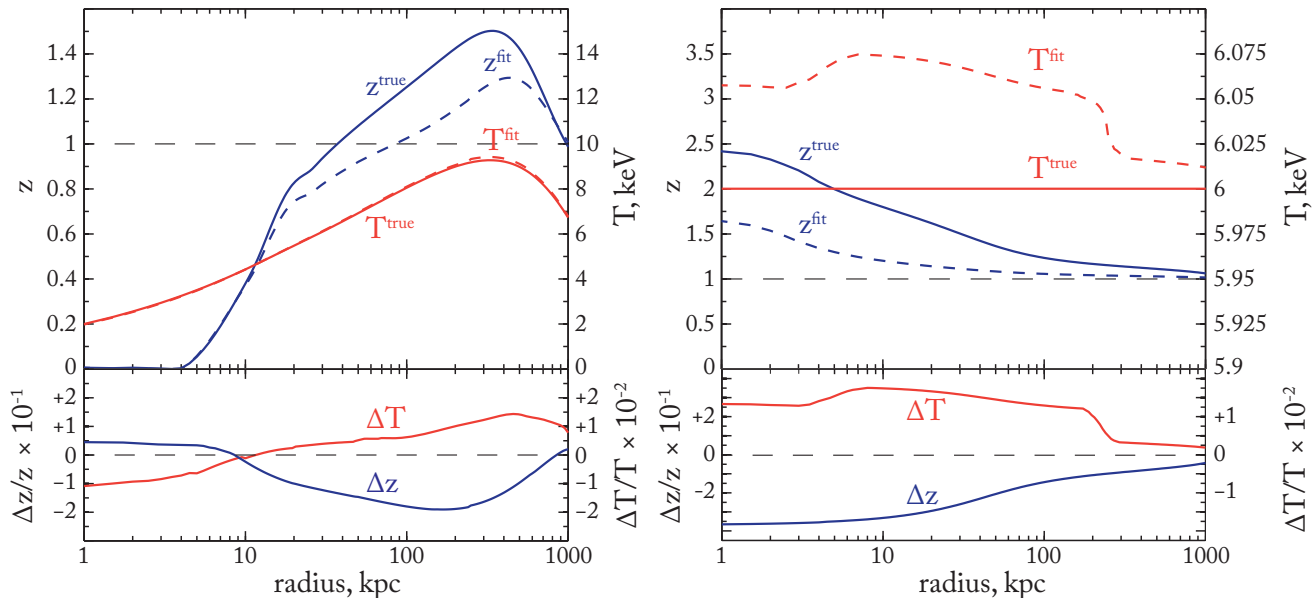 1.4
1.2
1
0.8
0.6
0.4
0.2
0
z
14
12
10
8
6
4
2
0
T, keV
z^true
z^fit
T^fit
T^true
+2
+1
0
−1
−2
Δz/z × 10^-1
+2
+1
0
−1
−2
ΔT/T × 10^-2
ΔT
Δz
1 10 100 1000
radius, kpc
3.5
3
2.5
2
1.5
1
0.5
0
z
6.075
6.05
6.025
6
5.975
5.95
5.925
5.9
T, keV
T^fit
z^true
T^true
z^fit
+2
0
−2
Δz/z × 10^-1
+1
0
−1
ΔT/T × 10^-2
ΔT
Δz
1 10 100 1000
radius, kpc